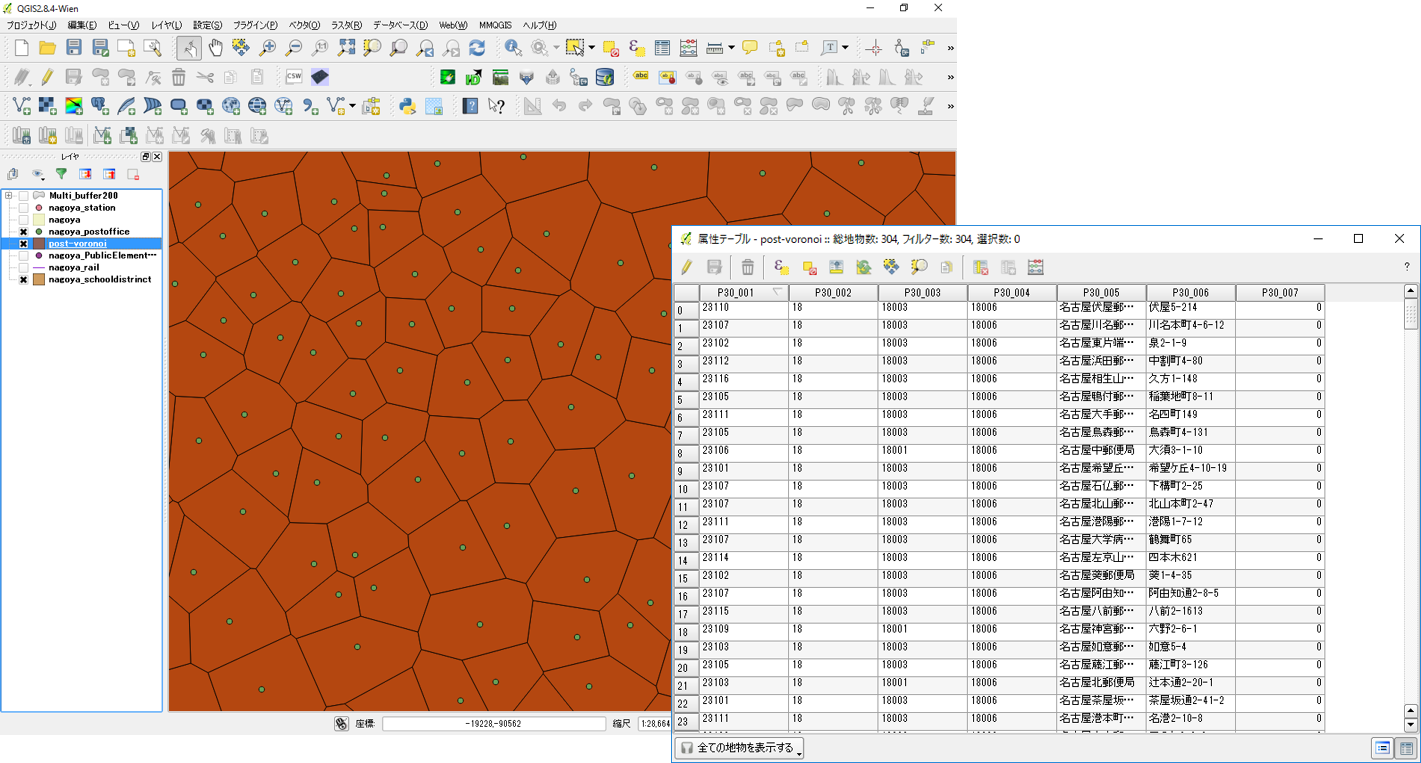 QGIS2.8.4-Wien
プロジェクト(J) 編集(E) ビュー(V) レイヤ(L) 設定(S) プラグイン(P) ベクタ(O) ラスタ(R) データベース(D) Web(W) MMQGIS ヘルプ(H)
CSW
レイヤ
Multi_buffer200
nagoya_station
nagoya
nagoya_postoffice
post-voronoi
nagoya_PublicElement…
nagoya_rail
nagoya_schooldistrict
座標: -19228,-90562 縮尺 1:28,664
属性テーブル - post-voronoi :: 総地物数: 304, フィルター数: 304, 選択数: 0
P30_001 P30_002 P30_003 P30_004 P30_005 P30_006 P30_007
0 23110 18 18003 18006 名古屋伏屋郵… 伏屋5-214 0
1 23107 18 18003 18006 名古屋川名郵… 川名本町4-6-12 0
2 23102 18 18003 18006 名古屋東片端… 泉2-1-9 0
3 23112 18 18003 18006 名古屋浜田郵… 中割町4-80 0
4 23116 18 18003 18006 名古屋相生山… 久方1-148 0
5 23105 18 18003 18006 名古屋鴨付郵… 稲葉地町8-11 0
6 23111 18 18003 18006 名古屋大手郵… 名四町149 0
7 23105 18 18003 18006 名古屋烏森郵… 烏森町4-131 0
8 23106 18 18001 18006 名古屋中郵便局 大須3-1-10 0
9 23101 18 18003 18006 名古屋希望丘… 希望ケ丘4-10-19 0
10 23107 18 18003 18006 名古屋石仏郵… 下構町2-25 0
11 23107 18 18003 18006 名古屋北山郵… 北山本町2-47 0
12 23111 18 18003 18006 名古屋港陽郵… 港陽1-7-12 0
13 23107 18 18003 18006 名古屋大学病… 鶴舞町65 0
14 23114 18 18003 18006 名古屋左京山… 四本木621 0
15 23102 18 18003 18006 名古屋葵郵便局 葵1-4-35 0
16 23107 18 18003 18006 名古屋阿由知… 阿由知通2-8-5 0
17 23115 18 18003 18006 名古屋八前郵… 八前2-1613 0
18 23109 18 18001 18006 名古屋神宮郵… 六野2-6-1 0
19 23103 18 18003 18006 名古屋如意郵… 如意5-4 0
20 23105 18 18003 18006 名古屋藤江郵… 藤江町3-126 0
21 23103 18 18001 18006 名古屋北郵便局 辻本通2-20-1 0
22 23101 18 18003 18006 名古屋茶屋坂… 茶屋坂通2-41-2 0
23 23111 18 18003 18006 名古屋港本町… 名港2-10-8 0
全ての地物を表示する